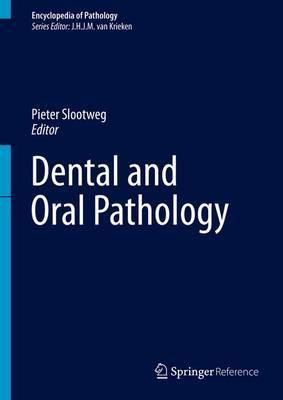 Encyclopedia of Pathology
Series Editor: J.H.J.M. van Krieken
Pieter Slootweg
Editor
Dental and
Oral Pathology
Springer Reference